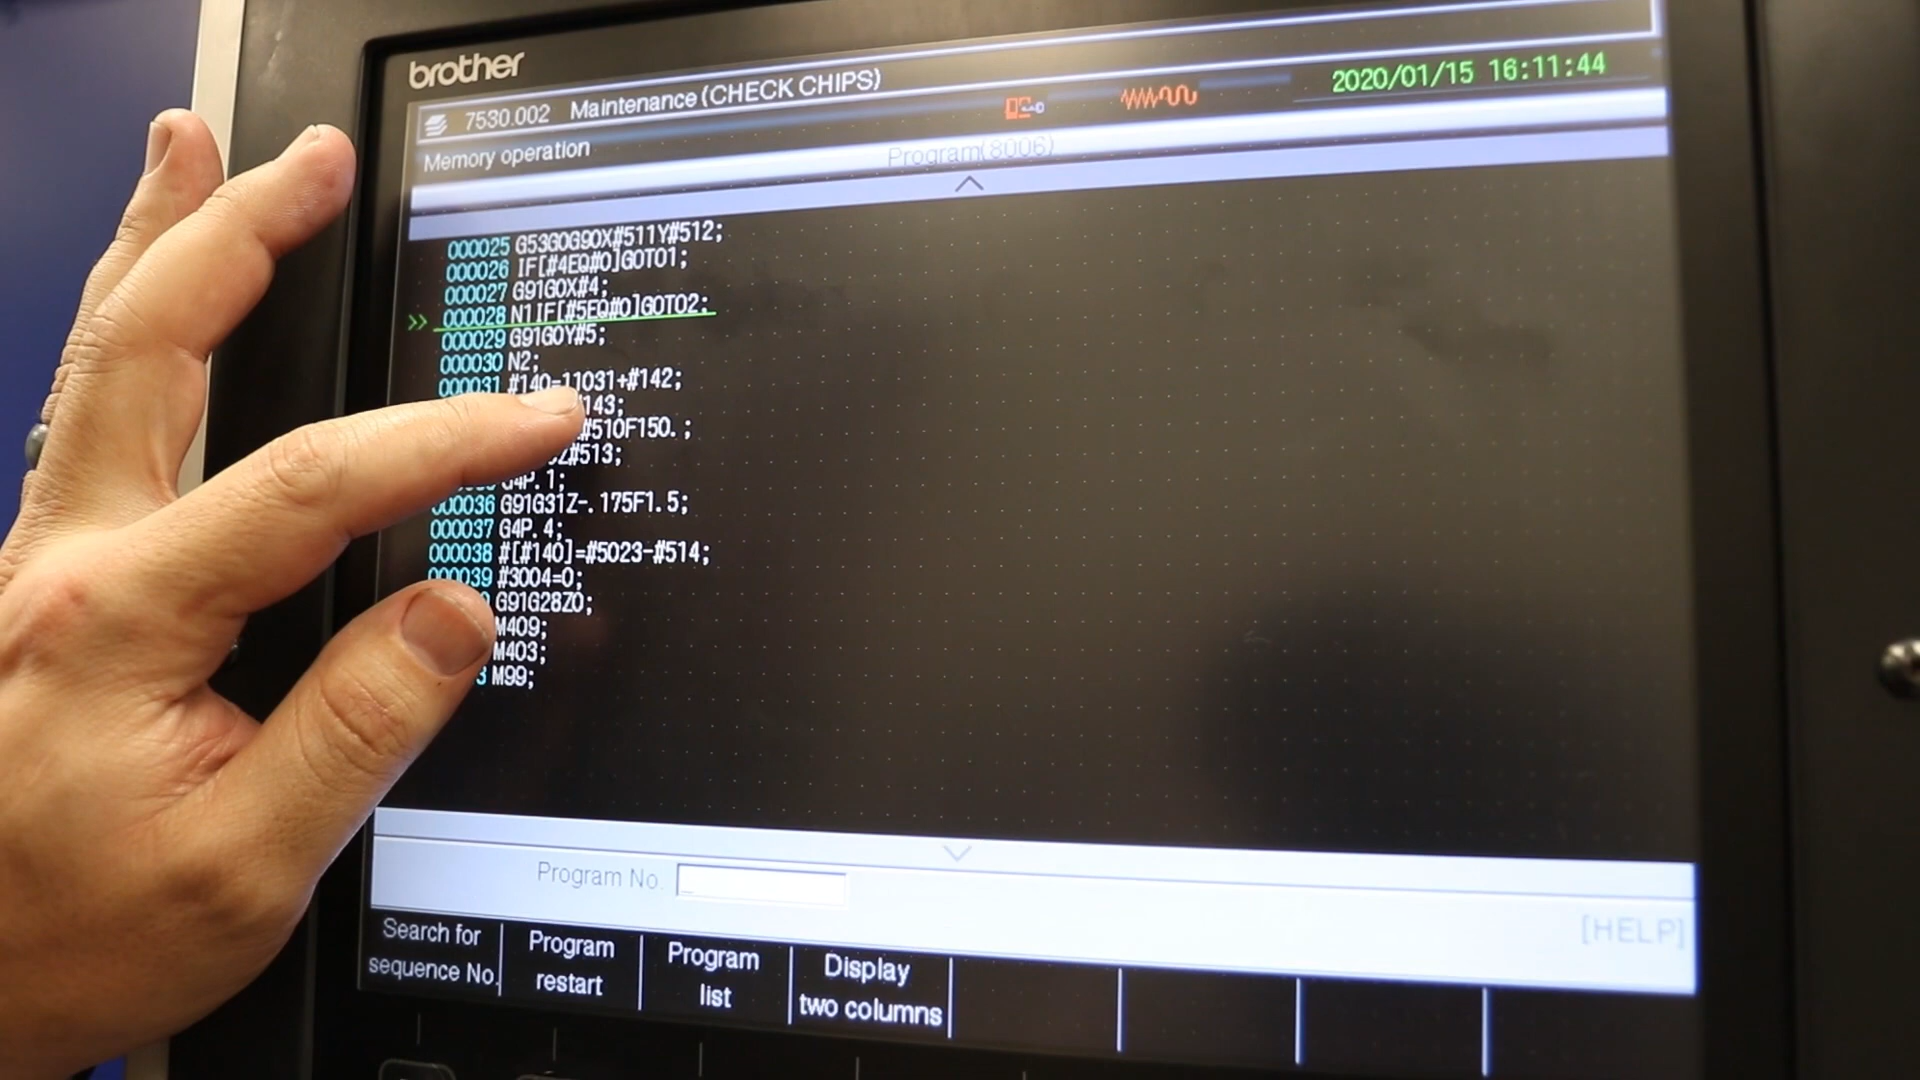 brother
7530.002 Maintenance (CHECK CHIPS)
2020/01/15 16:11:44
Memory operation
Program(8006)
000025 G53G0G90X#511Y#512;
000026 IF[#4EQ#0]GOTO1;
000027 G91G0X#4;
>> 000028 N1IF[#5EQ#0]GOTO2;
000029 G91G0Y#5;
000030 N2;
000031 #140=11031+#142;
143;
#510F150.;
Z#513;
G4P.1;
000036 G91G31Z-.175F1.5;
000037 G4P.4;
000038 #[#140]=#5023-#514;
000039 #3004=0;
G91G28Z0;
M409;
M403;
3 M99;
Program No. _
[HELP]
Search for sequence No.
Program restart
Program list
Display two columns